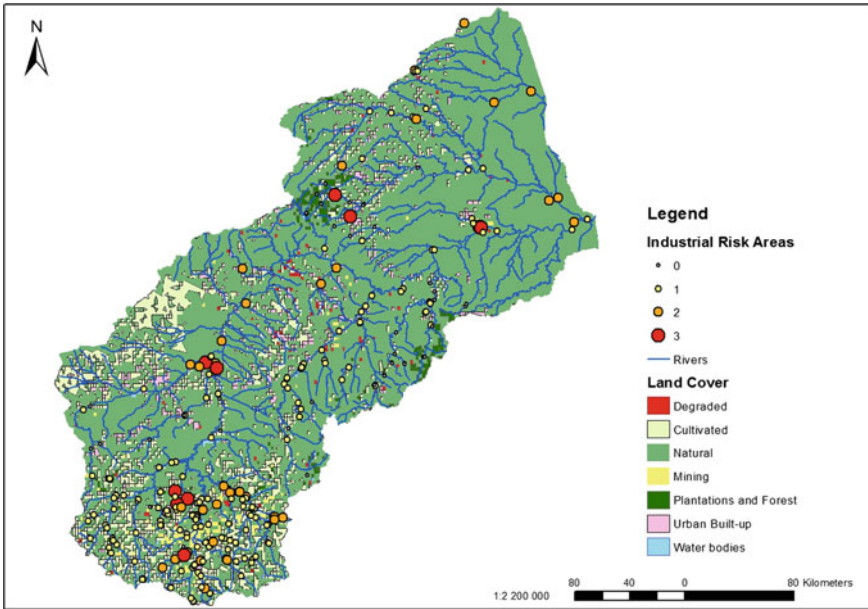 N
Legend
Industrial Risk Areas
0
1
2
3
Rivers
Land Cover
Degraded
Cultivated
Natural
Mining
Plantations and Forest
Urban Built-up
Water bodies
1:2 200 000
80 40 0 80 Kilometers